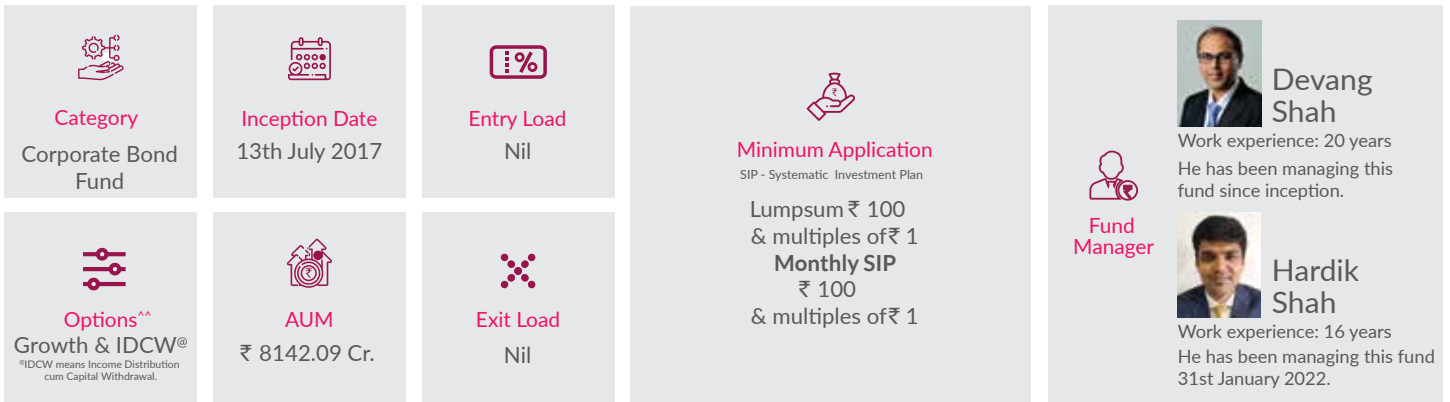 Category
Corporate Bond
Fund
Inception Date
13th July 2017
%
Entry Load
Nil
Options^^
Growth & IDCW@
@IDCW means Income Distribution
cum Capital Withdrawal.
₹
AUM
₹ 8142.09 Cr.
Exit Load
Nil
₹
Minimum Application
SIP - Systematic Investment Plan
Lumpsum ₹ 100
& multiples of ₹ 1
Monthly SIP
₹ 100
& multiples of ₹ 1
₹
Fund
Manager
Devang
Shah
Work experience: 20 years
He has been managing this
fund since inception.
Hardik
Shah
Work experience: 16 years
He has been managing this fund
31st January 2022.